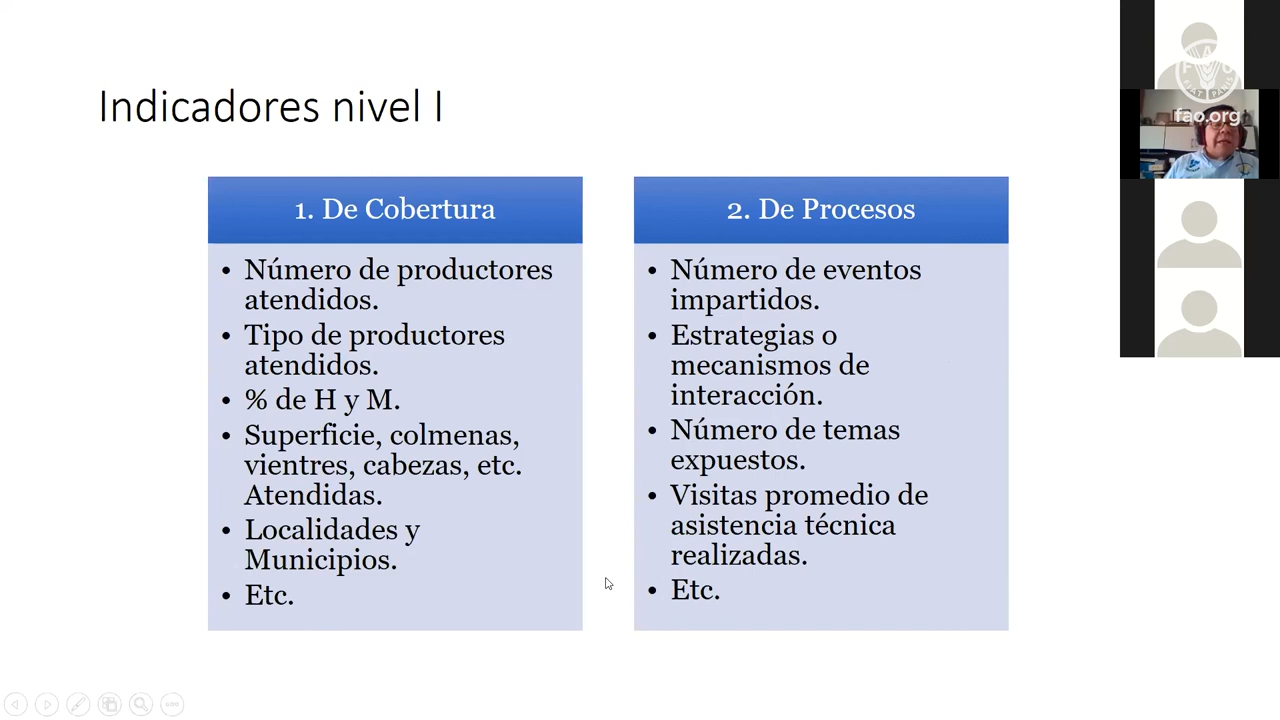 Indicadores nivel I
1. De Cobertura
• Número de productores
atendidos.
• Tipo de productores
atendidos.
• % de H y M.
• Superficie, colmenas,
vientres, cabezas, etc.
Atendidas.
• Localidades y
Municipios.
• Etc.
2. De Procesos
• Número de eventos
impartidos.
• Estrategias o
mecanismos de
interacción.
• Número de temas
expuestos.
• Visitas promedio de
asistencia técnica
realizadas.
• Etc.
fao.org